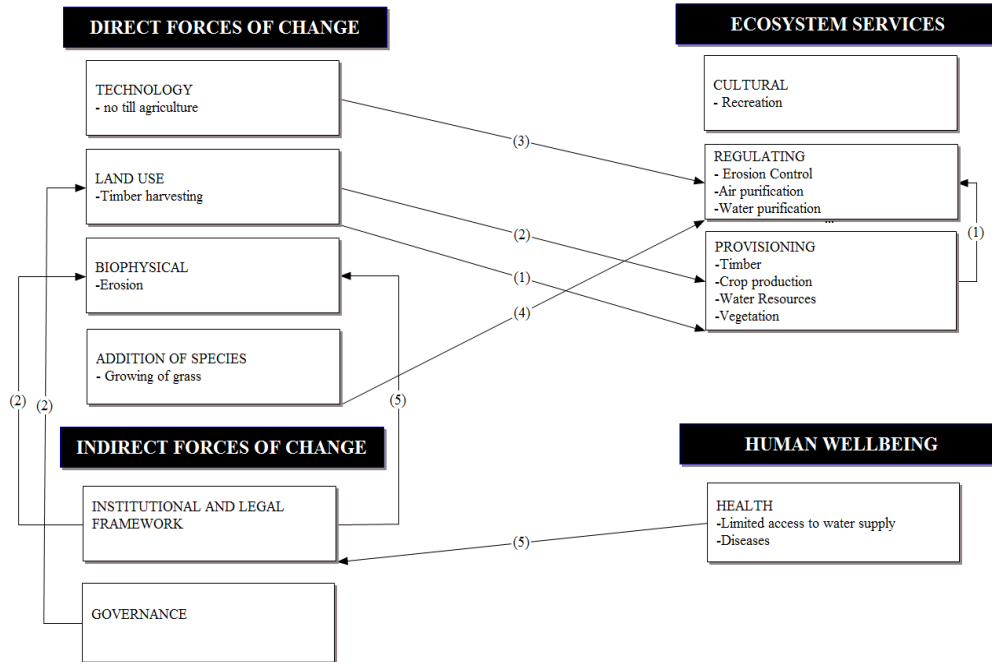 DIRECT FORCES OF CHANGE
TECHNOLOGY
- no till agriculture
LAND USE
-Timber harvesting
BIOPHYSICAL
-Erosion
ADDITION OF SPECIES
- Growing of grass
INDIRECT FORCES OF CHANGE
INSTITUTIONAL AND LEGAL
FRAMEWORK
GOVERNANCE
(2)
(2)
(5)
(3)
(2)
(1)
(4)
(5)
ECOSYSTEM SERVICES
CULTURAL
- Recreation
REGULATING
- Erosion Control
-Air purification
-Water purification
...
PROVISIONING
-Timber
-Crop production
-Water Resources
-Vegetation
(1)
HUMAN WELLBEING
HEALTH
-Limited access to water supply
-Diseases